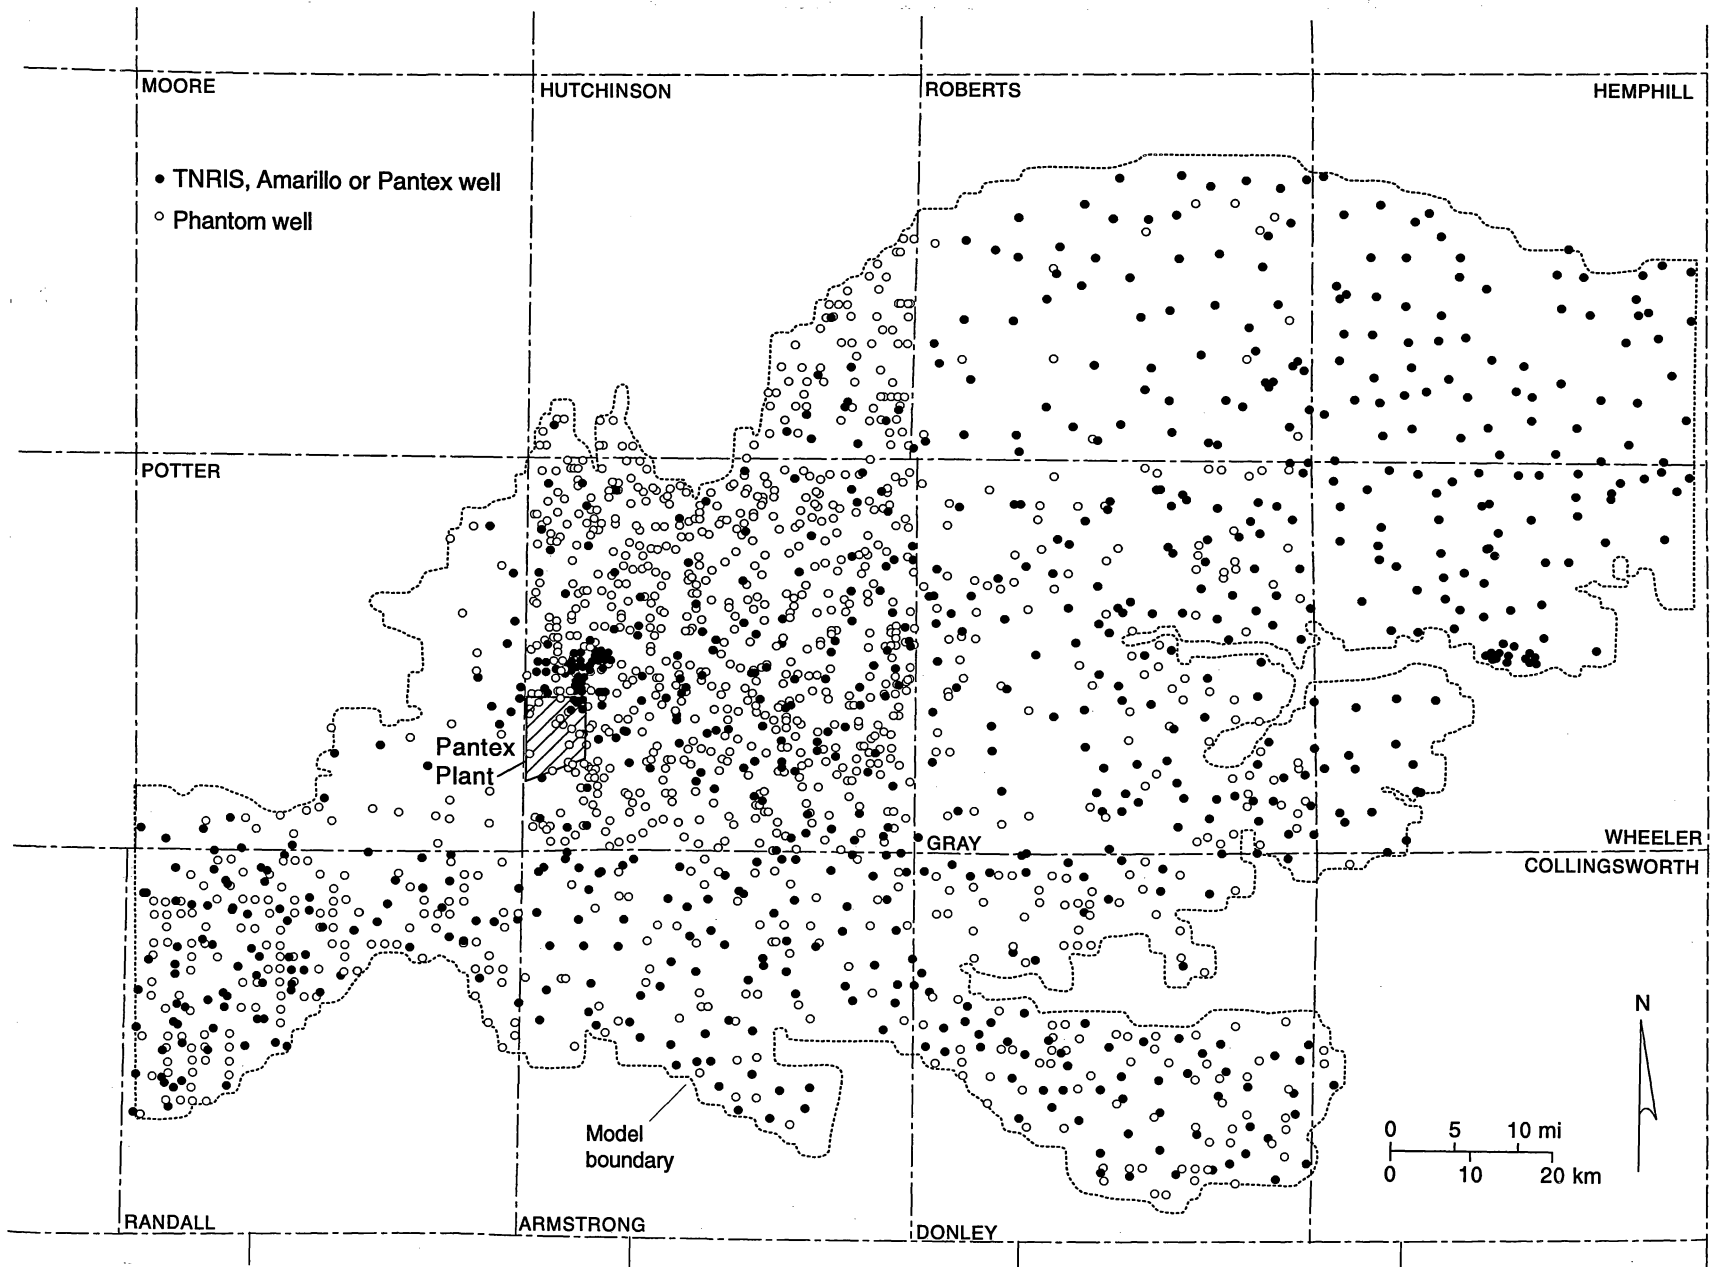 MOORE
HUTCHINSON
ROBERTS
HEMPHILL
TNRIS, Amarillo or Pantex well
Phantom well
POTTER
Pantex
Plant
GRAY
WHEELER
COLLINGSWORTH
N
Model
boundary
0 5 10 mi
0 10 20 km
RANDALL
ARMSTRONG
DONLEY